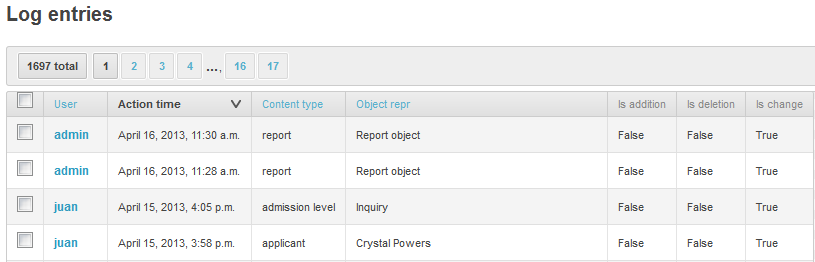 Log entries
1697 total 1 2 3 4 ..., 16 17
User Action time Content type Object repr Is addition Is deletion Is change
admin April 16, 2013, 11:30 a.m. report Report object False False True
admin April 16, 2013, 11:28 a.m. report Report object False False True
juan April 15, 2013, 4:05 p.m. admission level Inquiry False False True
juan April 15, 2013, 3:58 p.m. applicant Crystal Powers False False True